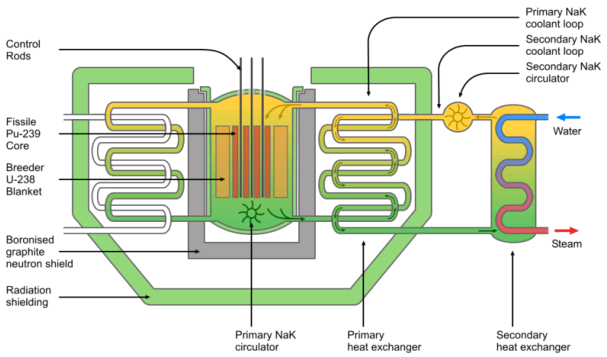 Primary NaK
coolant loop
Secondary NaK
coolant loop
Secondary NaK
circulator
Control
Rods
Fissile
Pu-239
Core
Breeder
U-238
Blanket
Boronised
graphite
neutron shield
Radiation
shielding
Water
Steam
Primary NaK
circulator
Primary
heat exchanger
Secondary
heat exchanger